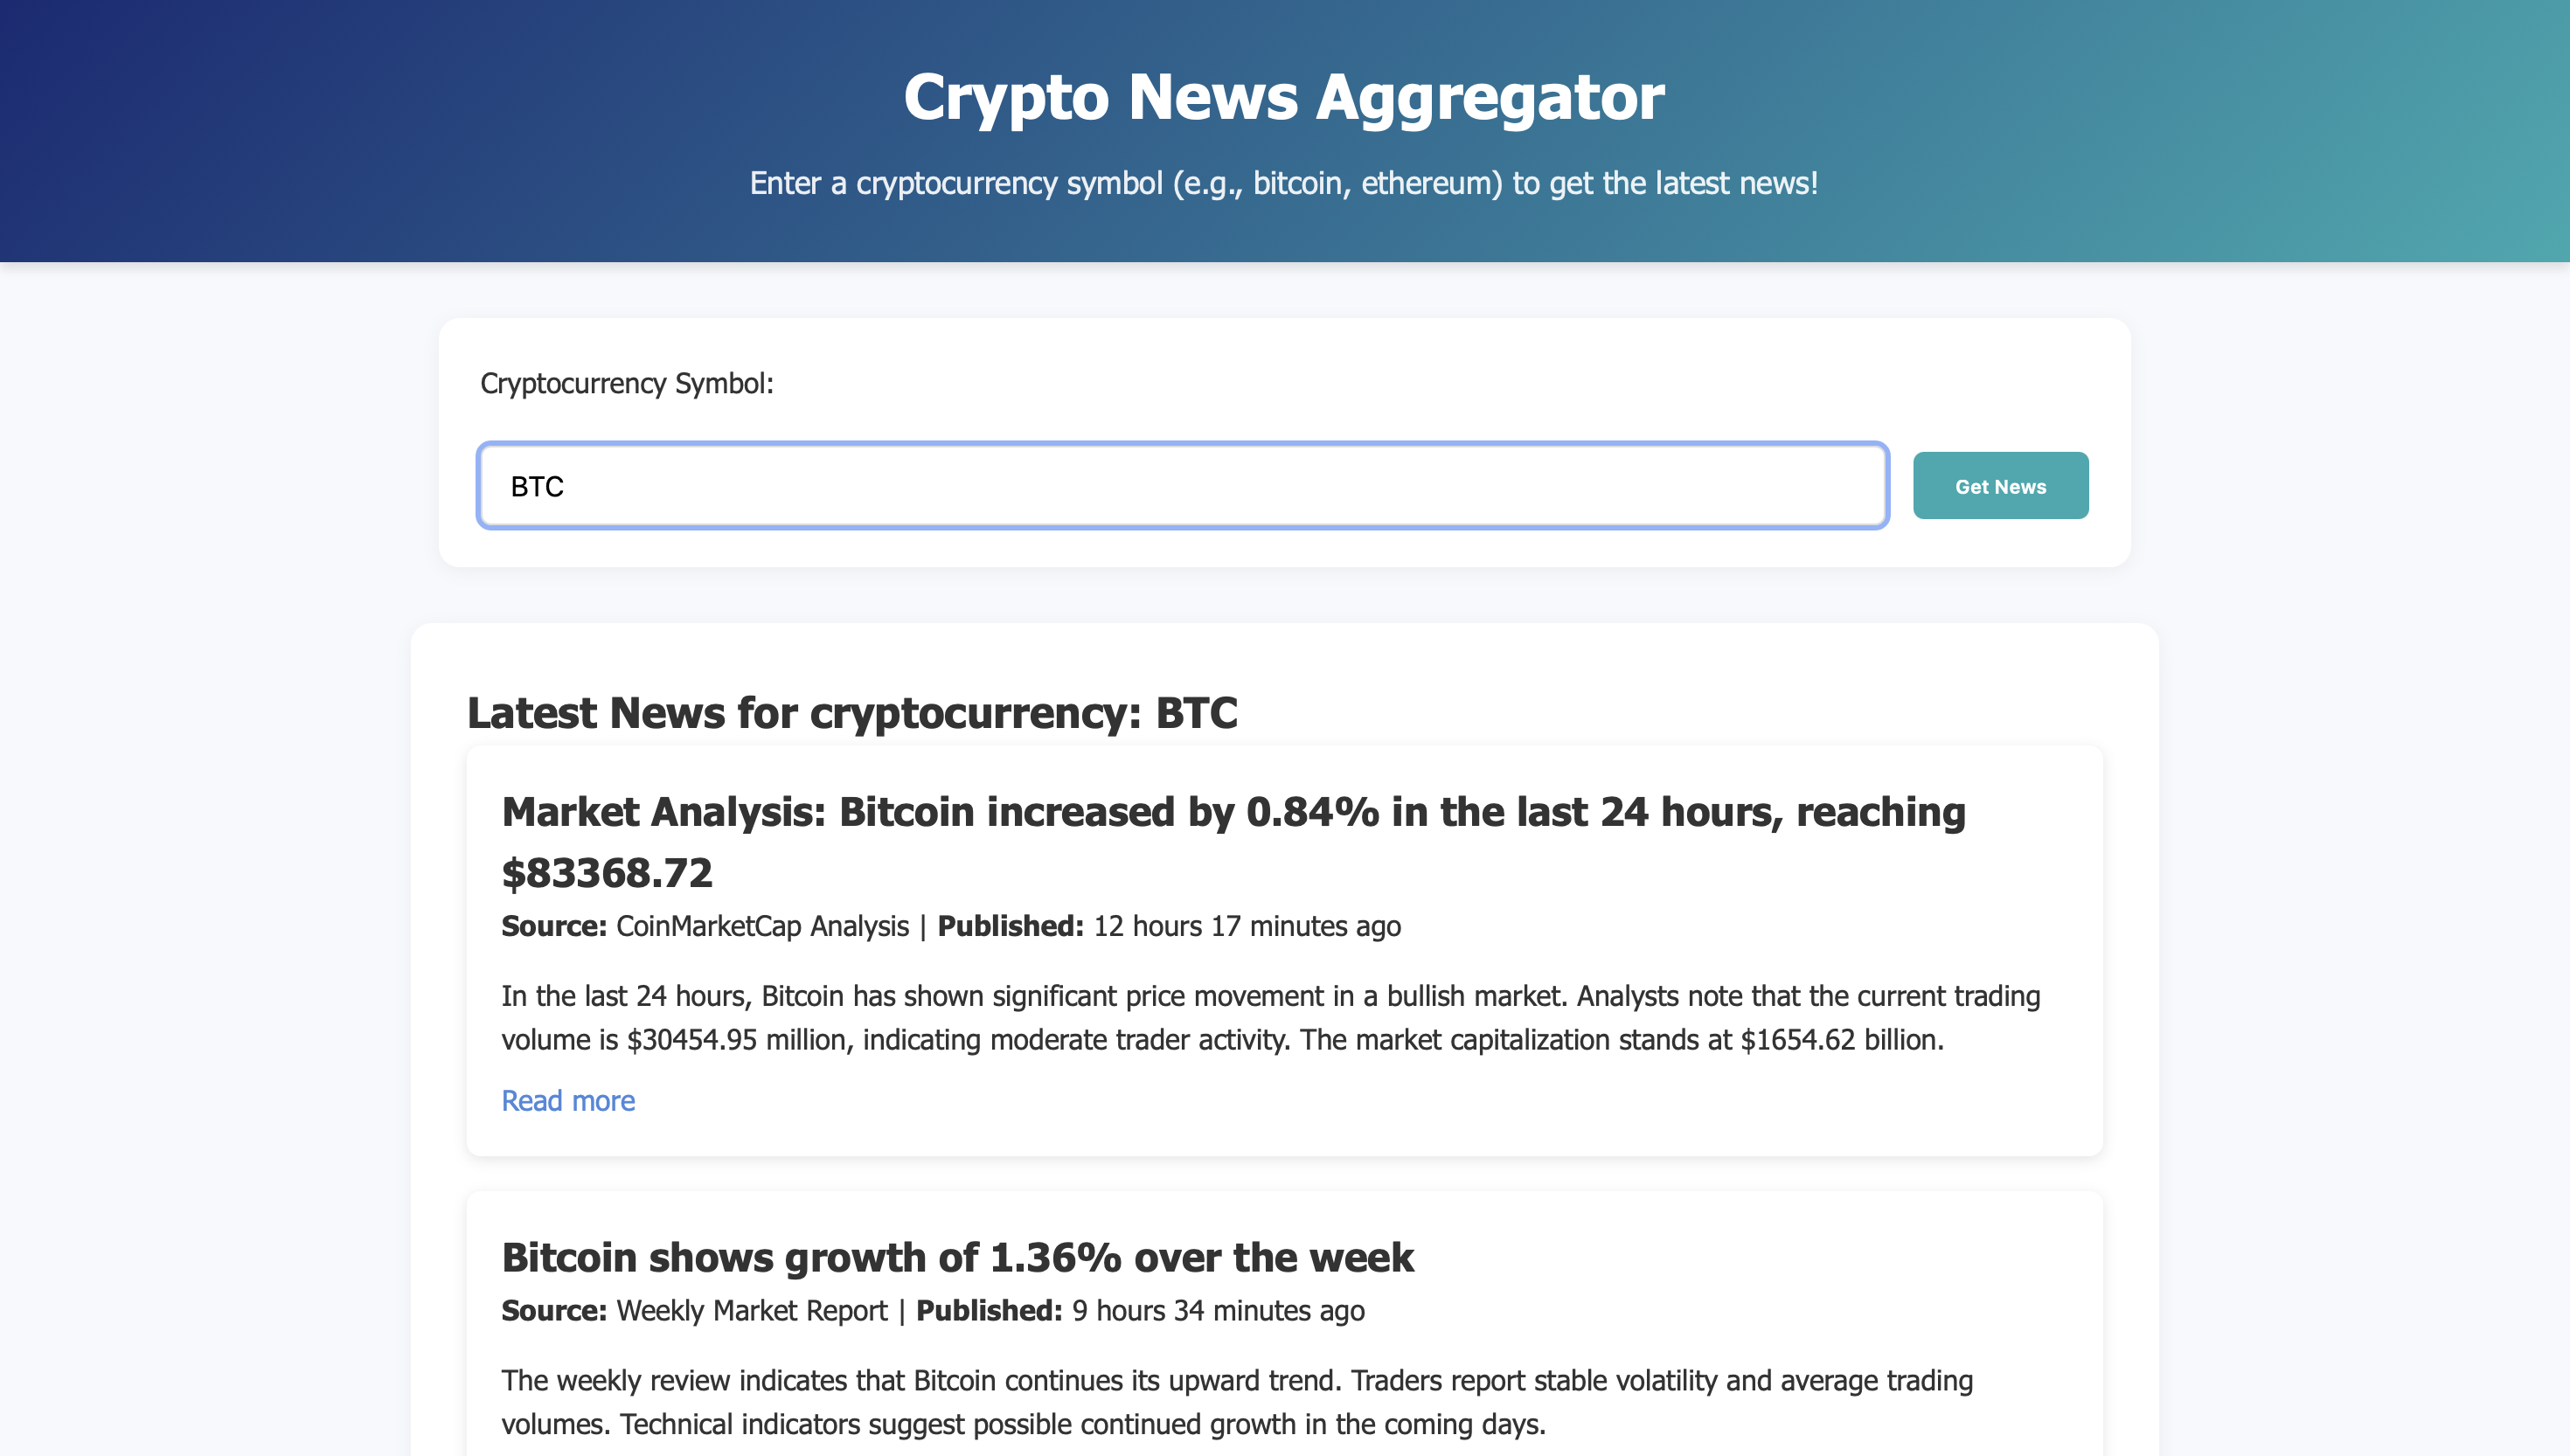 Crypto News Aggregator
Enter a cryptocurrency symbol (e.g., bitcoin, ethereum) to get the latest news!
Cryptocurrency Symbol:
BTC
Get News
Latest News for cryptocurrency: BTC
Market Analysis: Bitcoin increased by 0.84% in the last 24 hours, reaching
$83368.72
Source: CoinMarketCap Analysis | Published: 12 hours 17 minutes ago
In the last 24 hours, Bitcoin has shown significant price movement in a bullish market. Analysts note that the current trading
volume is $30454.95 million, indicating moderate trader activity. The market capitalization stands at $1654.62 billion.
Read more
Bitcoin shows growth of 1.36% over the week
Source: Weekly Market Report | Published: 9 hours 34 minutes ago
The weekly review indicates that Bitcoin continues its upward trend. Traders report stable volatility and average trading
volumes. Technical indicators suggest possible continued growth in the coming days.